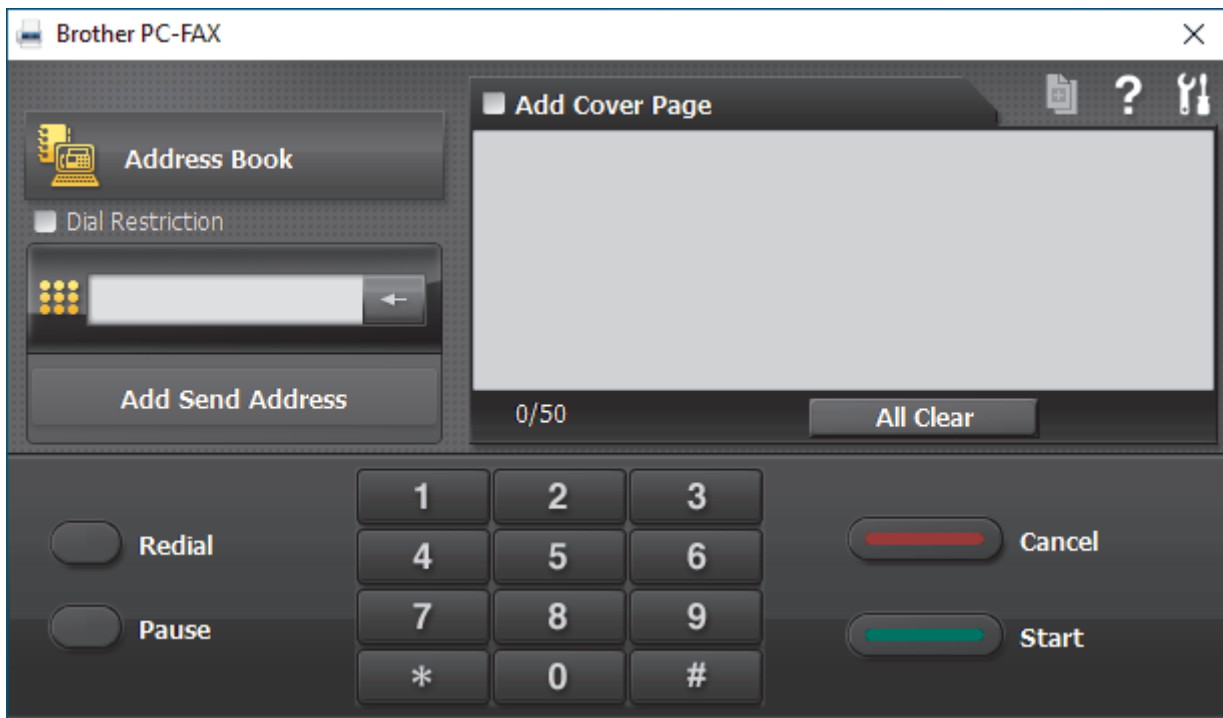 Brother PC-FAX
Address Book
Dial Restriction
Add Send Address
Add Cover Page
?
0/50
All Clear
Redial
Pause
1 2 3
4 5 6
7 8 9
* 0 #
Cancel
Start